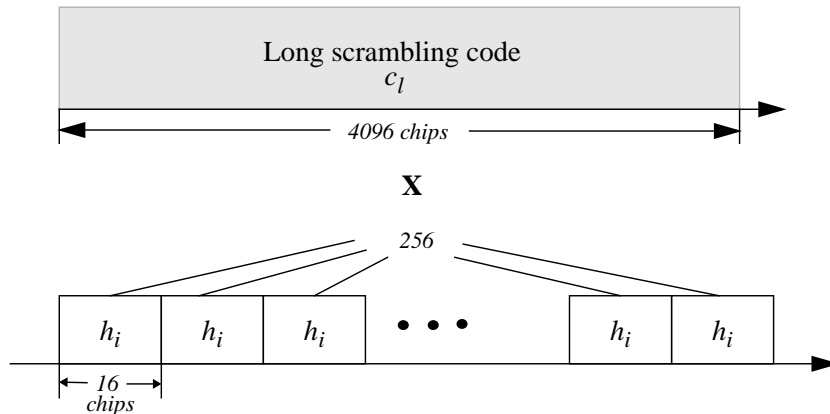 Long scrambling code
c_l
4096 chips
X
256
h_i h_i h_i • • • h_i h_i
16
chips